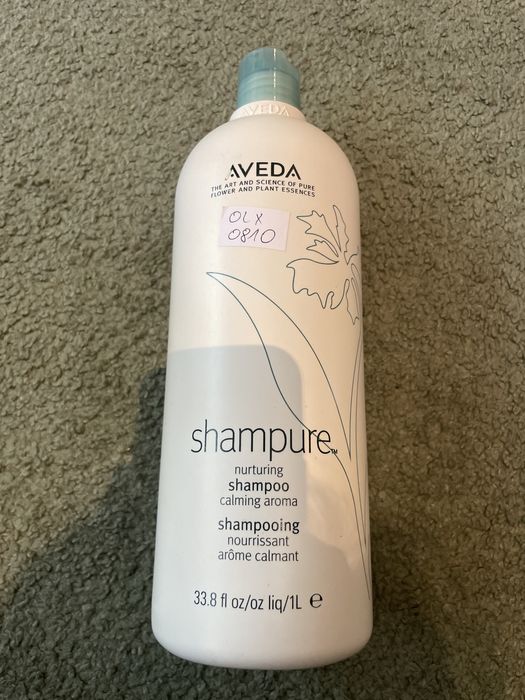 AVEDA
AVEDA
THE ART AND SCIENCE OF PURE
FLOWER AND PLANT ESSENCES
OLX
0810
shampure™
nurturing
shampoo
calming aroma
shampooing
nourrissant
arôme calmant
33.8 fl oz/oz liq/1L ℮